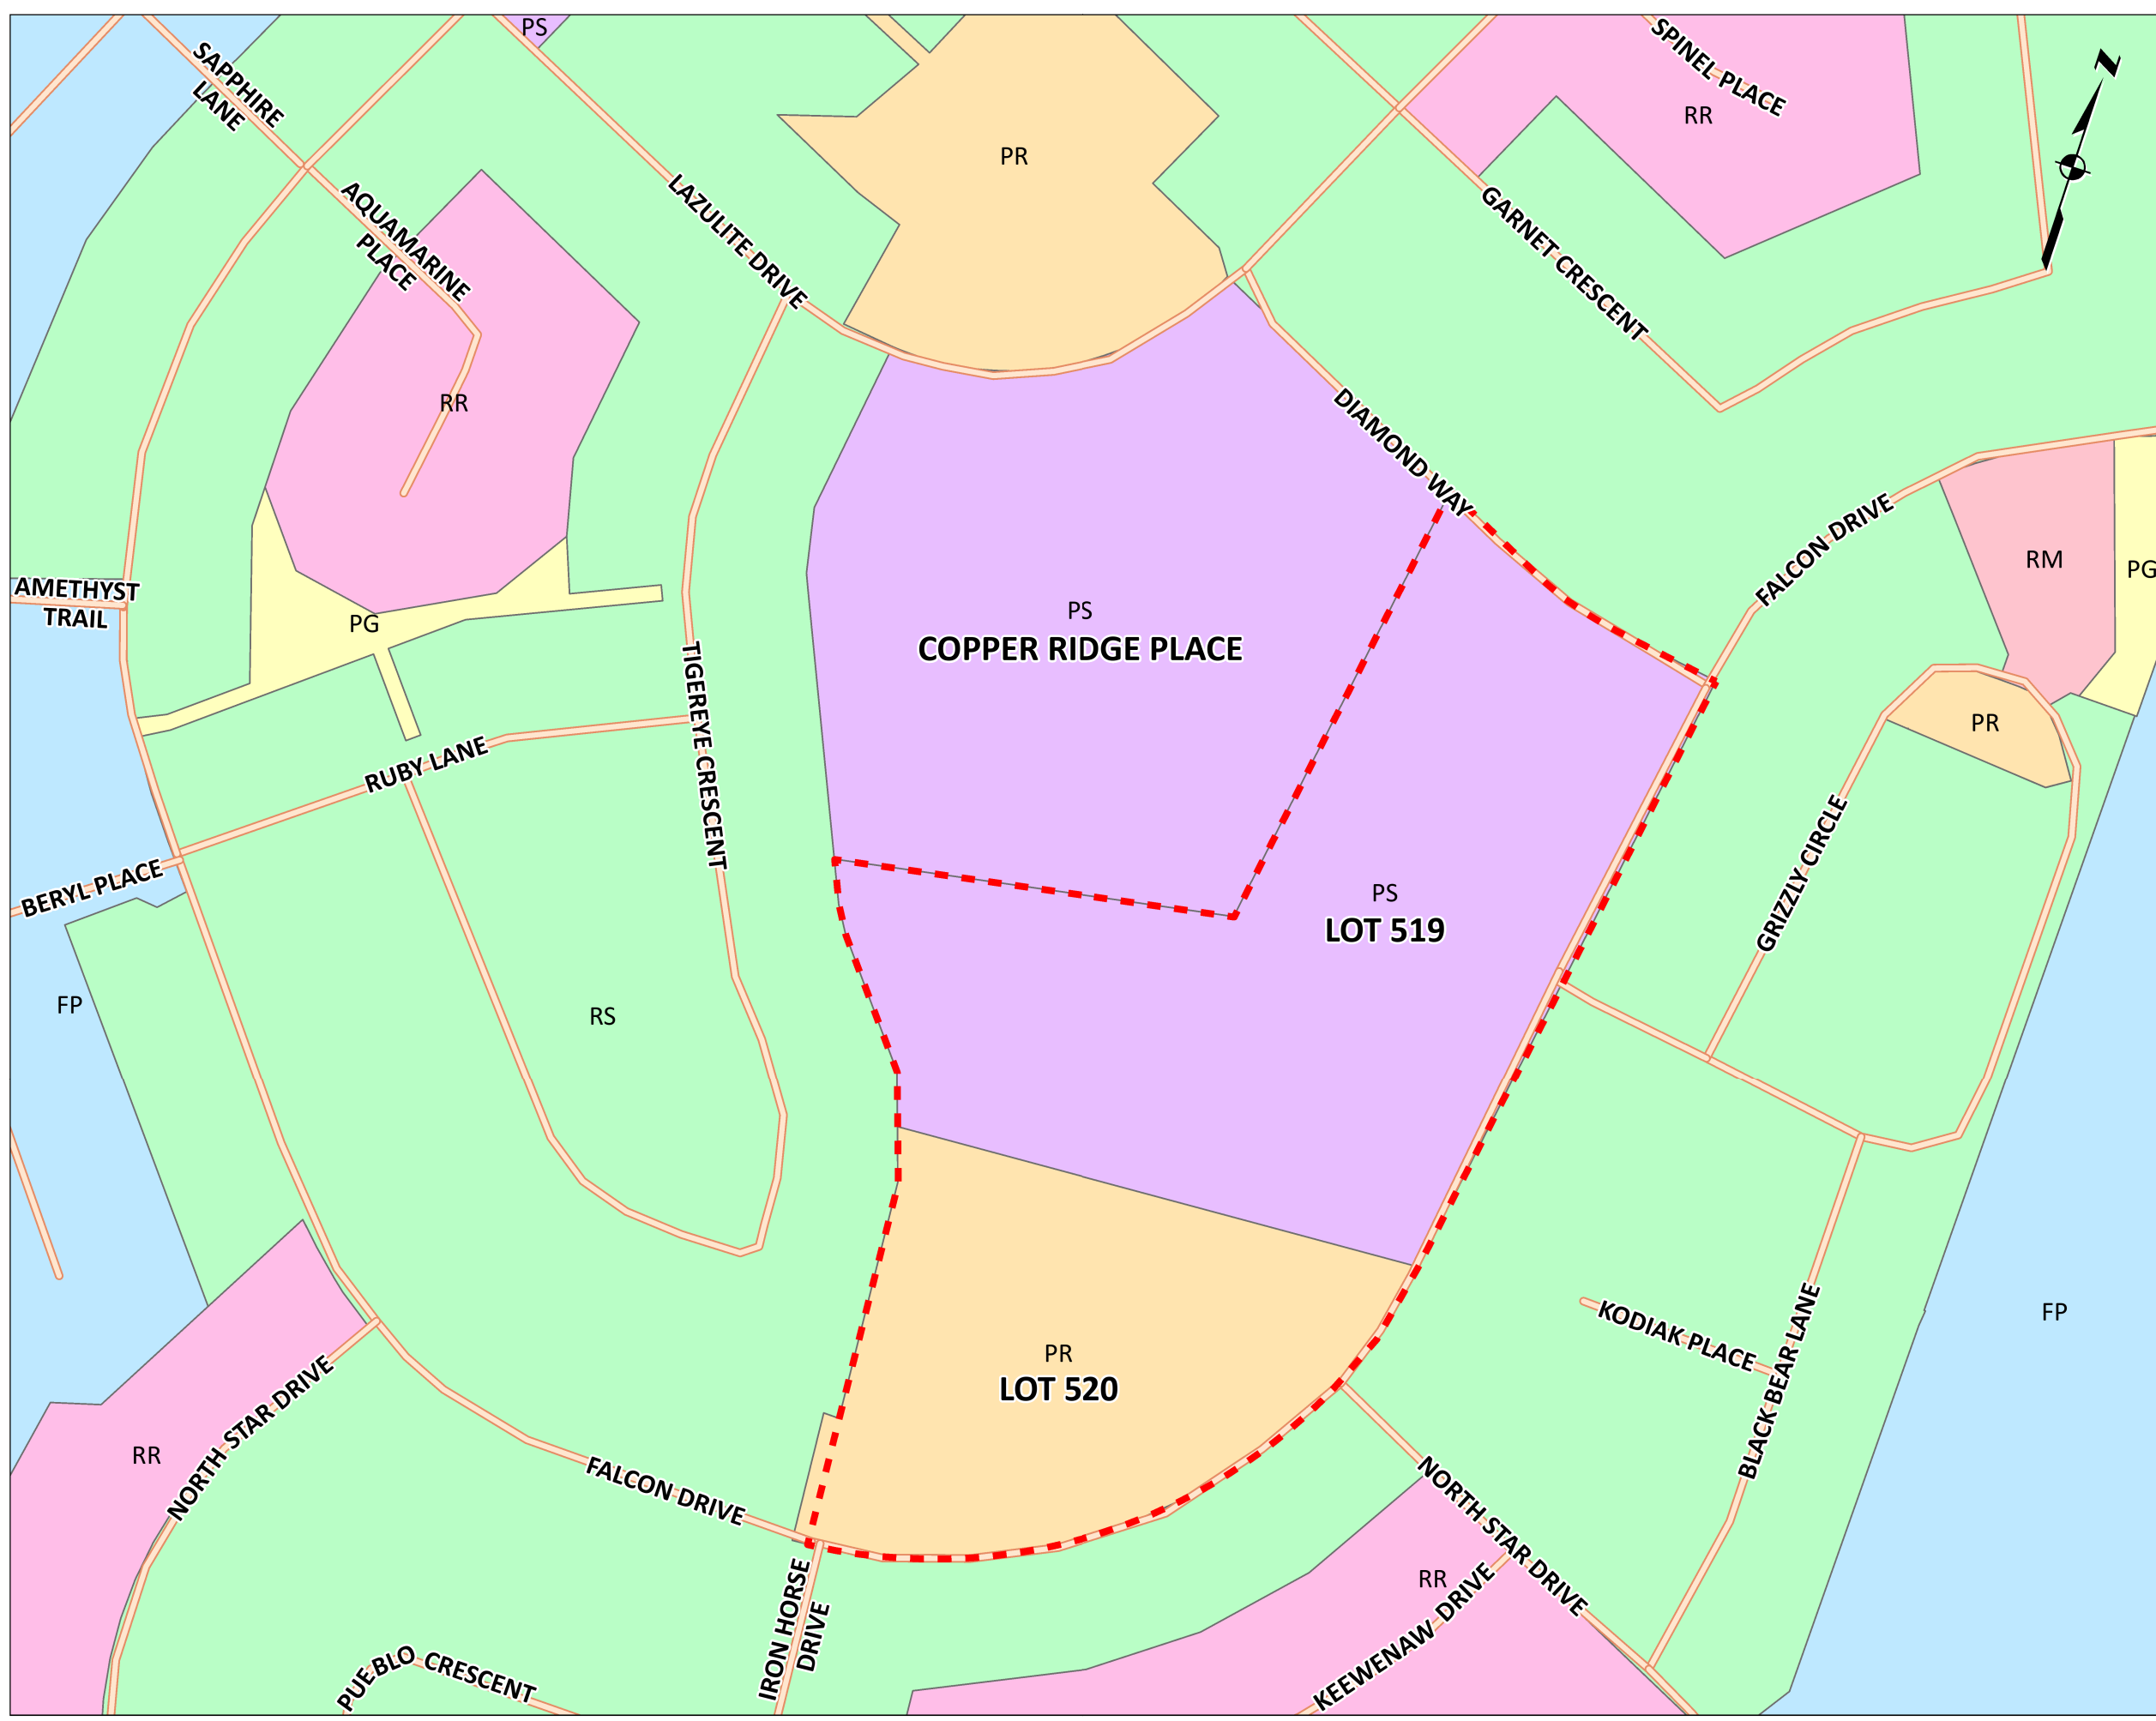 PS
SAPPHIRE
LANE
SPINEL PLACE
N
RR
PR
AQUAMARINE
PLACE
LAZULITE DRIVE
GARNET CRESCENT
RR
DIAMOND WAY
FALCON DRIVE
RM
PG
AMETHYST
TRAIL
PG
PS
COPPER RIDGE PLACE
TIGEREYE CRESCENT
PR
RUBY LANE
GRIZZLY CIRCLE
BERYL PLACE
PS
LOT 519
FP
RS
FP
KODIAK PLACE
BLACK BEAR LANE
PR
LOT 520
NORTH STAR DRIVE
RR
FALCON DRIVE
NORTH STAR DRIVE
RR
IRON HORSE
DRIVE
KEEWENAW DRIVE
PUEBLO CRESCENT